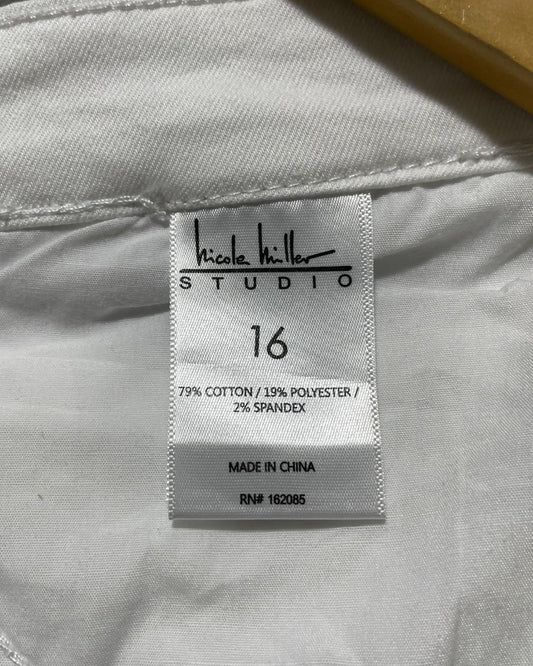 nicole miller
STUDIO
16
79% COTTON / 19% POLYESTER /
2% SPANDEX
MADE IN CHINA
RN# 162085